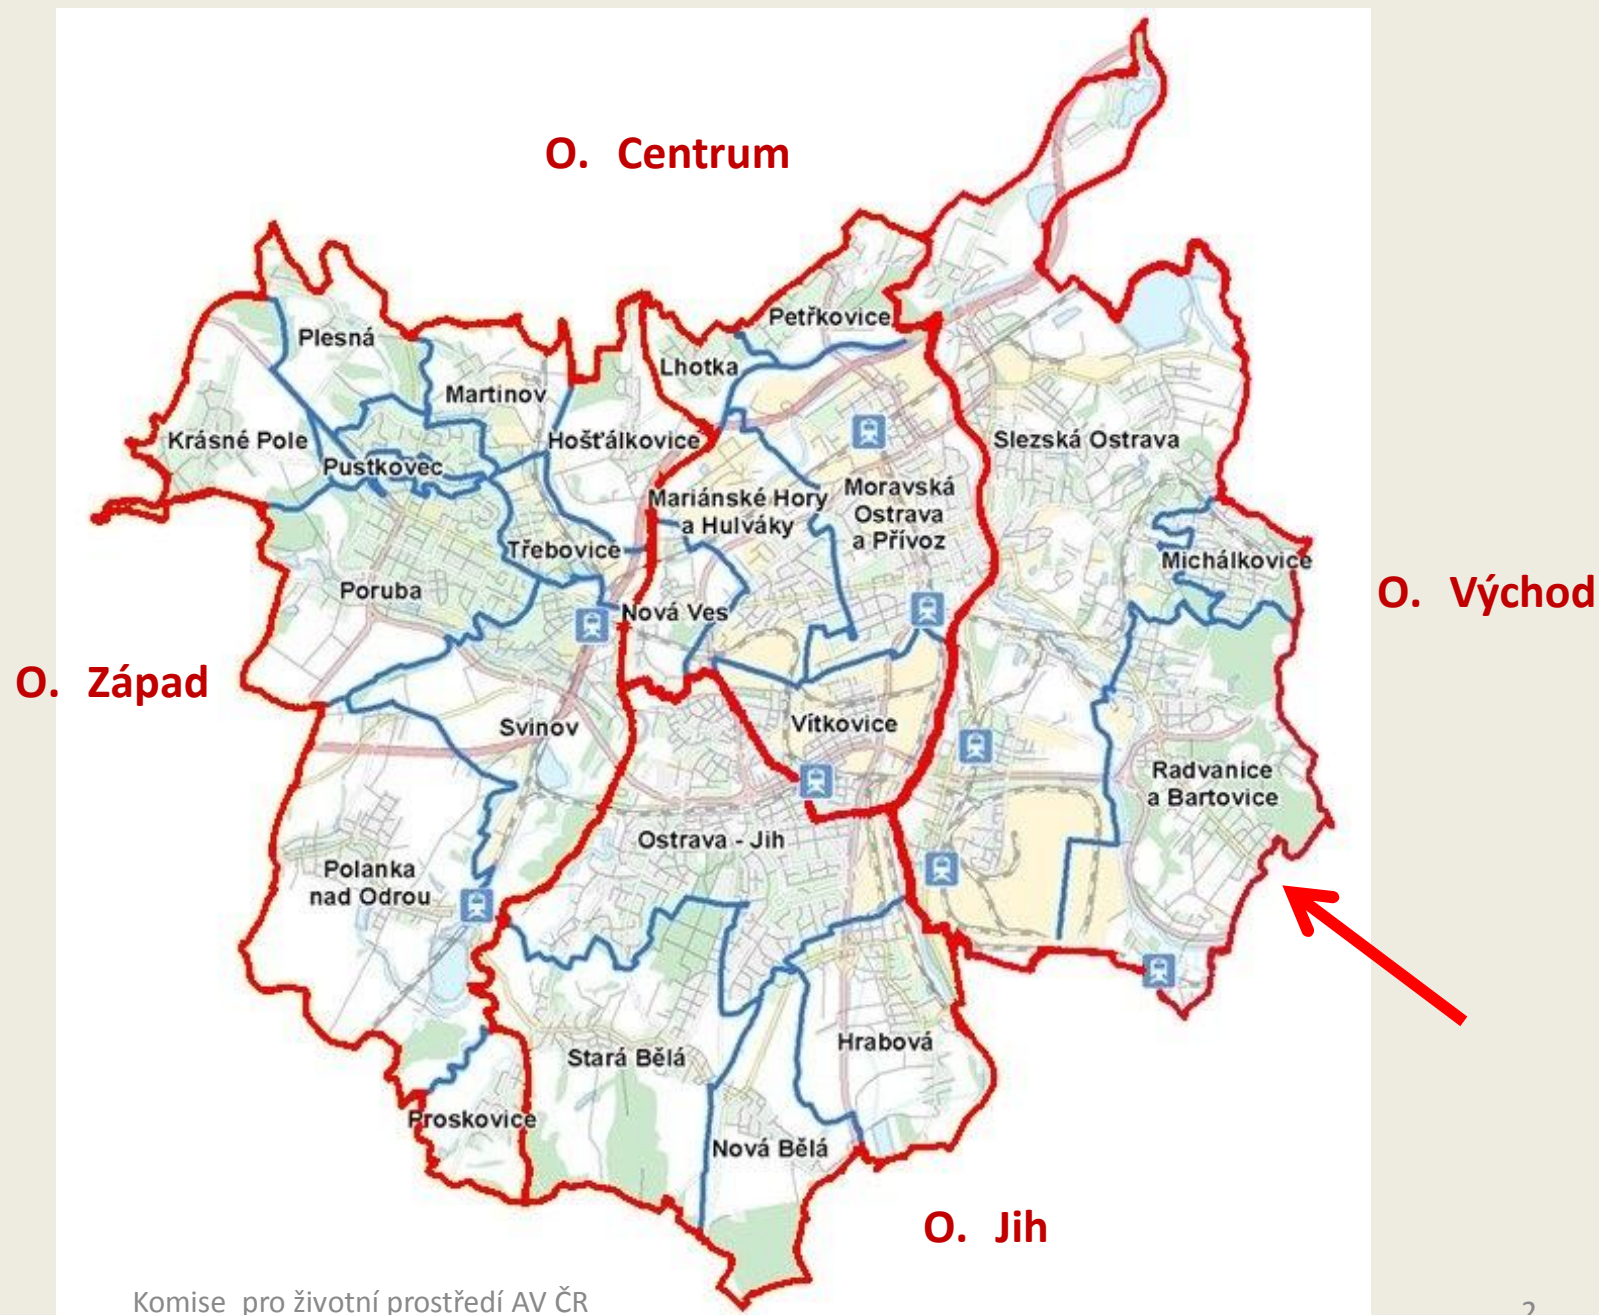 O. Centrum
Petřkovice
Plesná
Lhotka
Martinov
Krásné Pole
Hošťálkovice
Slezská Ostrava
Pustkovec
Mariánské Hory
a Hulváky
Moravská
Ostrava
a Přívoz
Třebovice
Michálkovice
Poruba
O. Východ
Nová Ves
O. Západ
Svinov
Vítkovice
Radvanice
a Bartovice
Ostrava - Jih
Polanka
nad Odrou
Hrabová
Stará Bělá
Proskovice
Nová Bělá
O. Jih
Komise pro životní prostředí AV ČR
2